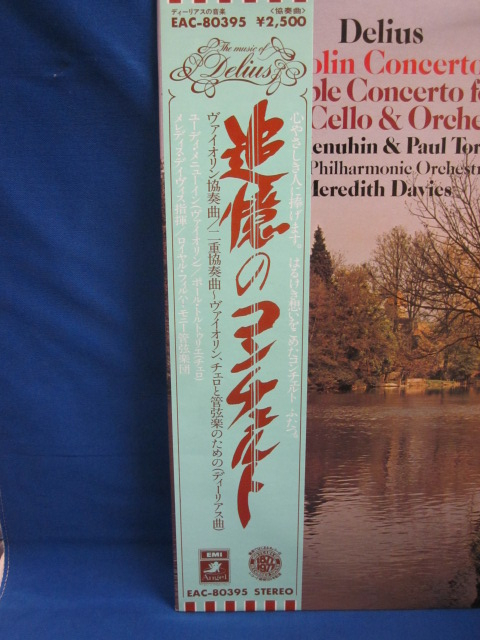 ディーリアスの音楽 〈協奏曲〉
EAC-80395 ¥2,500
The music of
Delius
心やさしき人に捧げます。はるけき想いをこめたコンチェルト ふたつ。
追憶のコンチェルト
ヴァイオリン協奏曲/二重協奏曲～ヴァイオリン、チェロと管弦楽のための(ディーリアス曲)
ユーディ・メニューイン(ヴァイオリン)/ポール・トルトゥリエ(チェロ)
メレディス・デイヴィス指揮/ロイヤル・フィルハーモニー管弦楽団
EMI
Angel
1877
1977
EAC-80395 STEREO
Delius
olin Concerto
ble Concerto fo
Cello & Orche
enuhin & Paul Tor
Philharmonic Orchestr
Meredith Davies